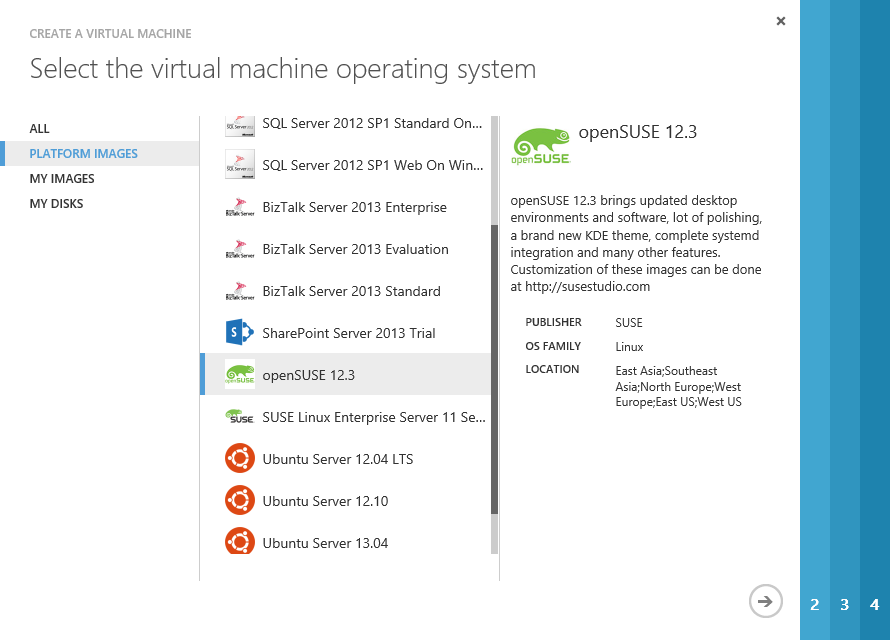 CREATE A VIRTUAL MACHINE
Select the virtual machine operating system
ALL
PLATFORM IMAGES
MY IMAGES
MY DISKS
SQL Server 2012 SP1 Standard On...
SQL Server 2012 SP1 Web On Win...
BizTalk Server 2013 Enterprise
BizTalk Server 2013 Evaluation
BizTalk Server 2013 Standard
SharePoint Server 2013 Trial
openSUSE 12.3
SUSE Linux Enterprise Server 11 Se...
Ubuntu Server 12.04 LTS
Ubuntu Server 12.10
Ubuntu Server 13.04
openSUSE
openSUSE 12.3
openSUSE 12.3 brings updated desktop
environments and software, lot of polishing,
a brand new KDE theme, complete systemd
integration and many other features.
Customization of these images can be done
at http://susestudio.com
PUBLISHER SUSE
OS FAMILY Linux
LOCATION East Asia;Southeast
Asia;North Europe;West
Europe;East US;West US
2 3 4